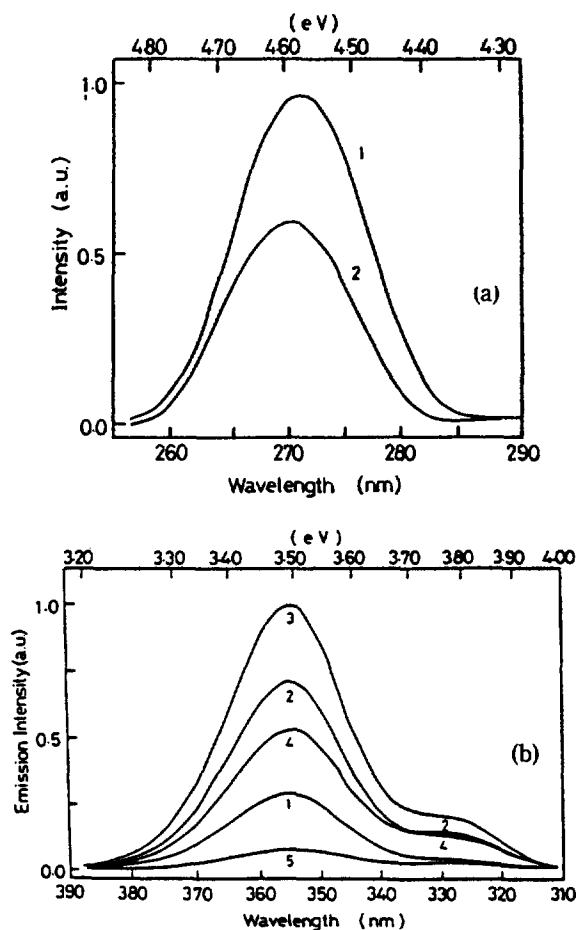 (eV)
4.80 4.70 4.60 4.50 4.40 4.30
1.0
0.5
0.0
Intensity (a.u.)
1
2
(a)
260 270 280 290
Wavelength (nm)
(eV)
3.20 3.30 3.40 3.50 3.60 3.70 3.80 3.90 4.00
1.0
0.5
0.0
Emission Intensity (a.u)
3
2
4
1
5
2
4
(b)
390 380 370 360 350 340 330 320 310
Wavelength (nm)